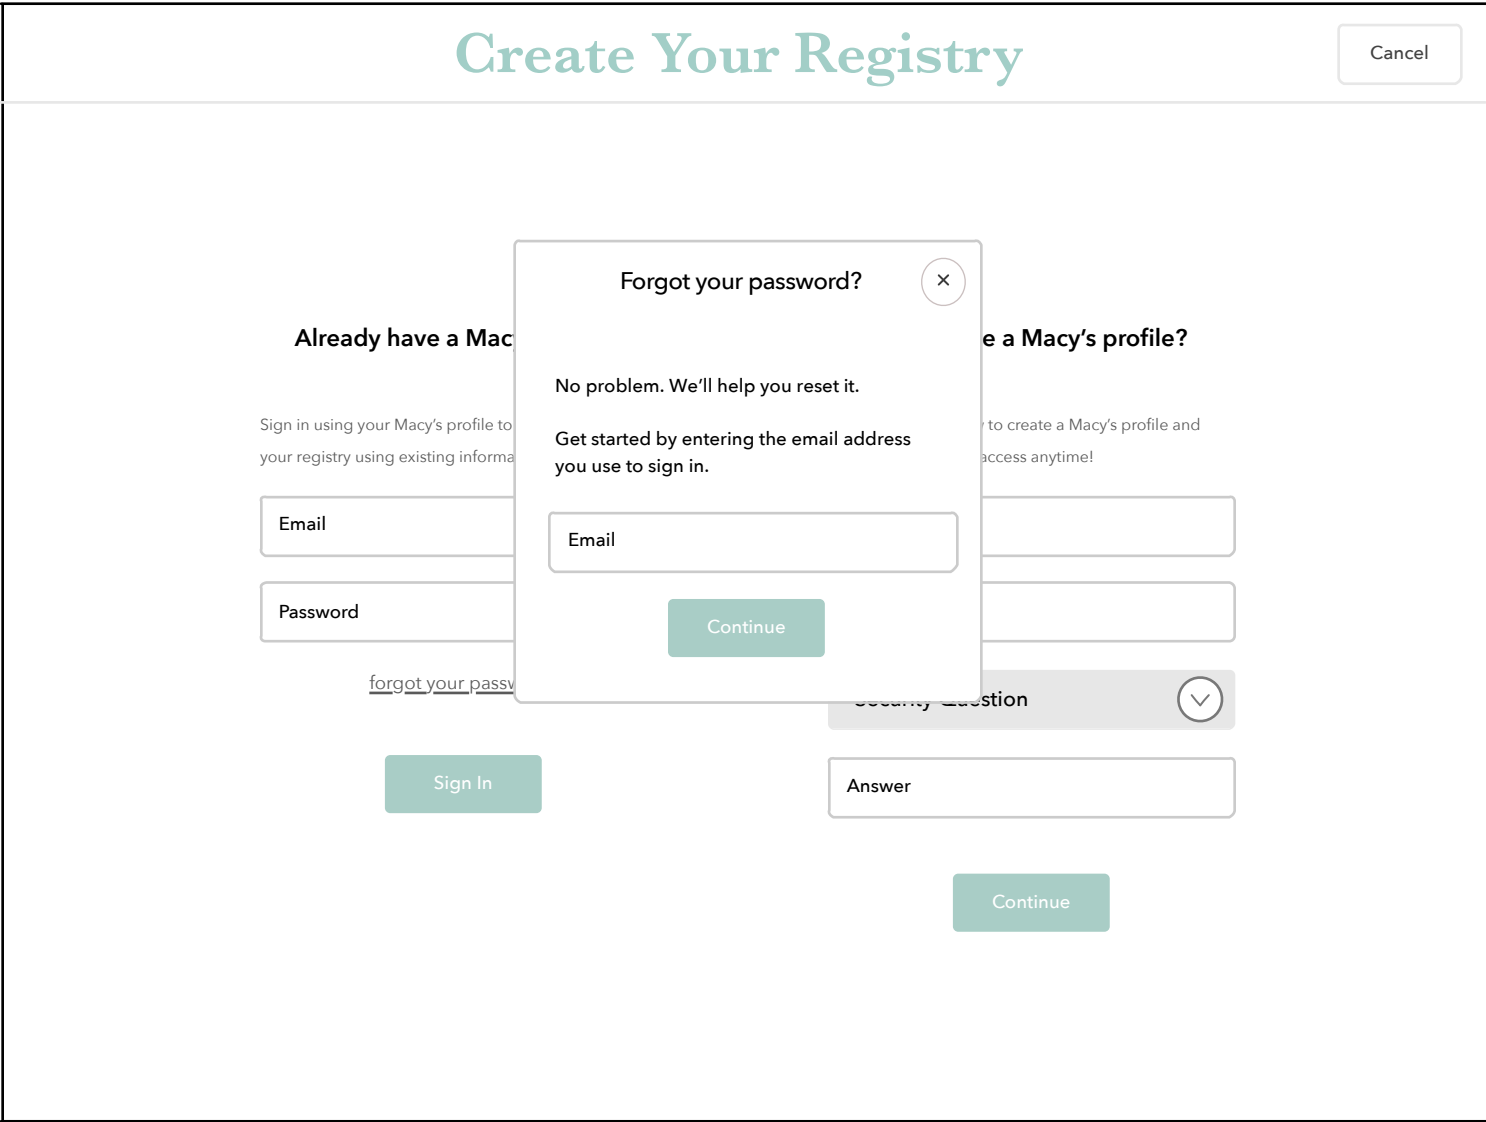 Create Your Registry
Cancel
Forgot your password?
Already have a Mac
e a Macy's profile?
No problem. We'll help you reset it.
Sign in using your Macy's profile to
to create a Macy's profile and
Get started by entering the email address
your registry using existing informa
you use to sign in.
access anytime!
Email
Email
Password
Continue
forgot your passw
Security Question
Sign In
Answer
Continue